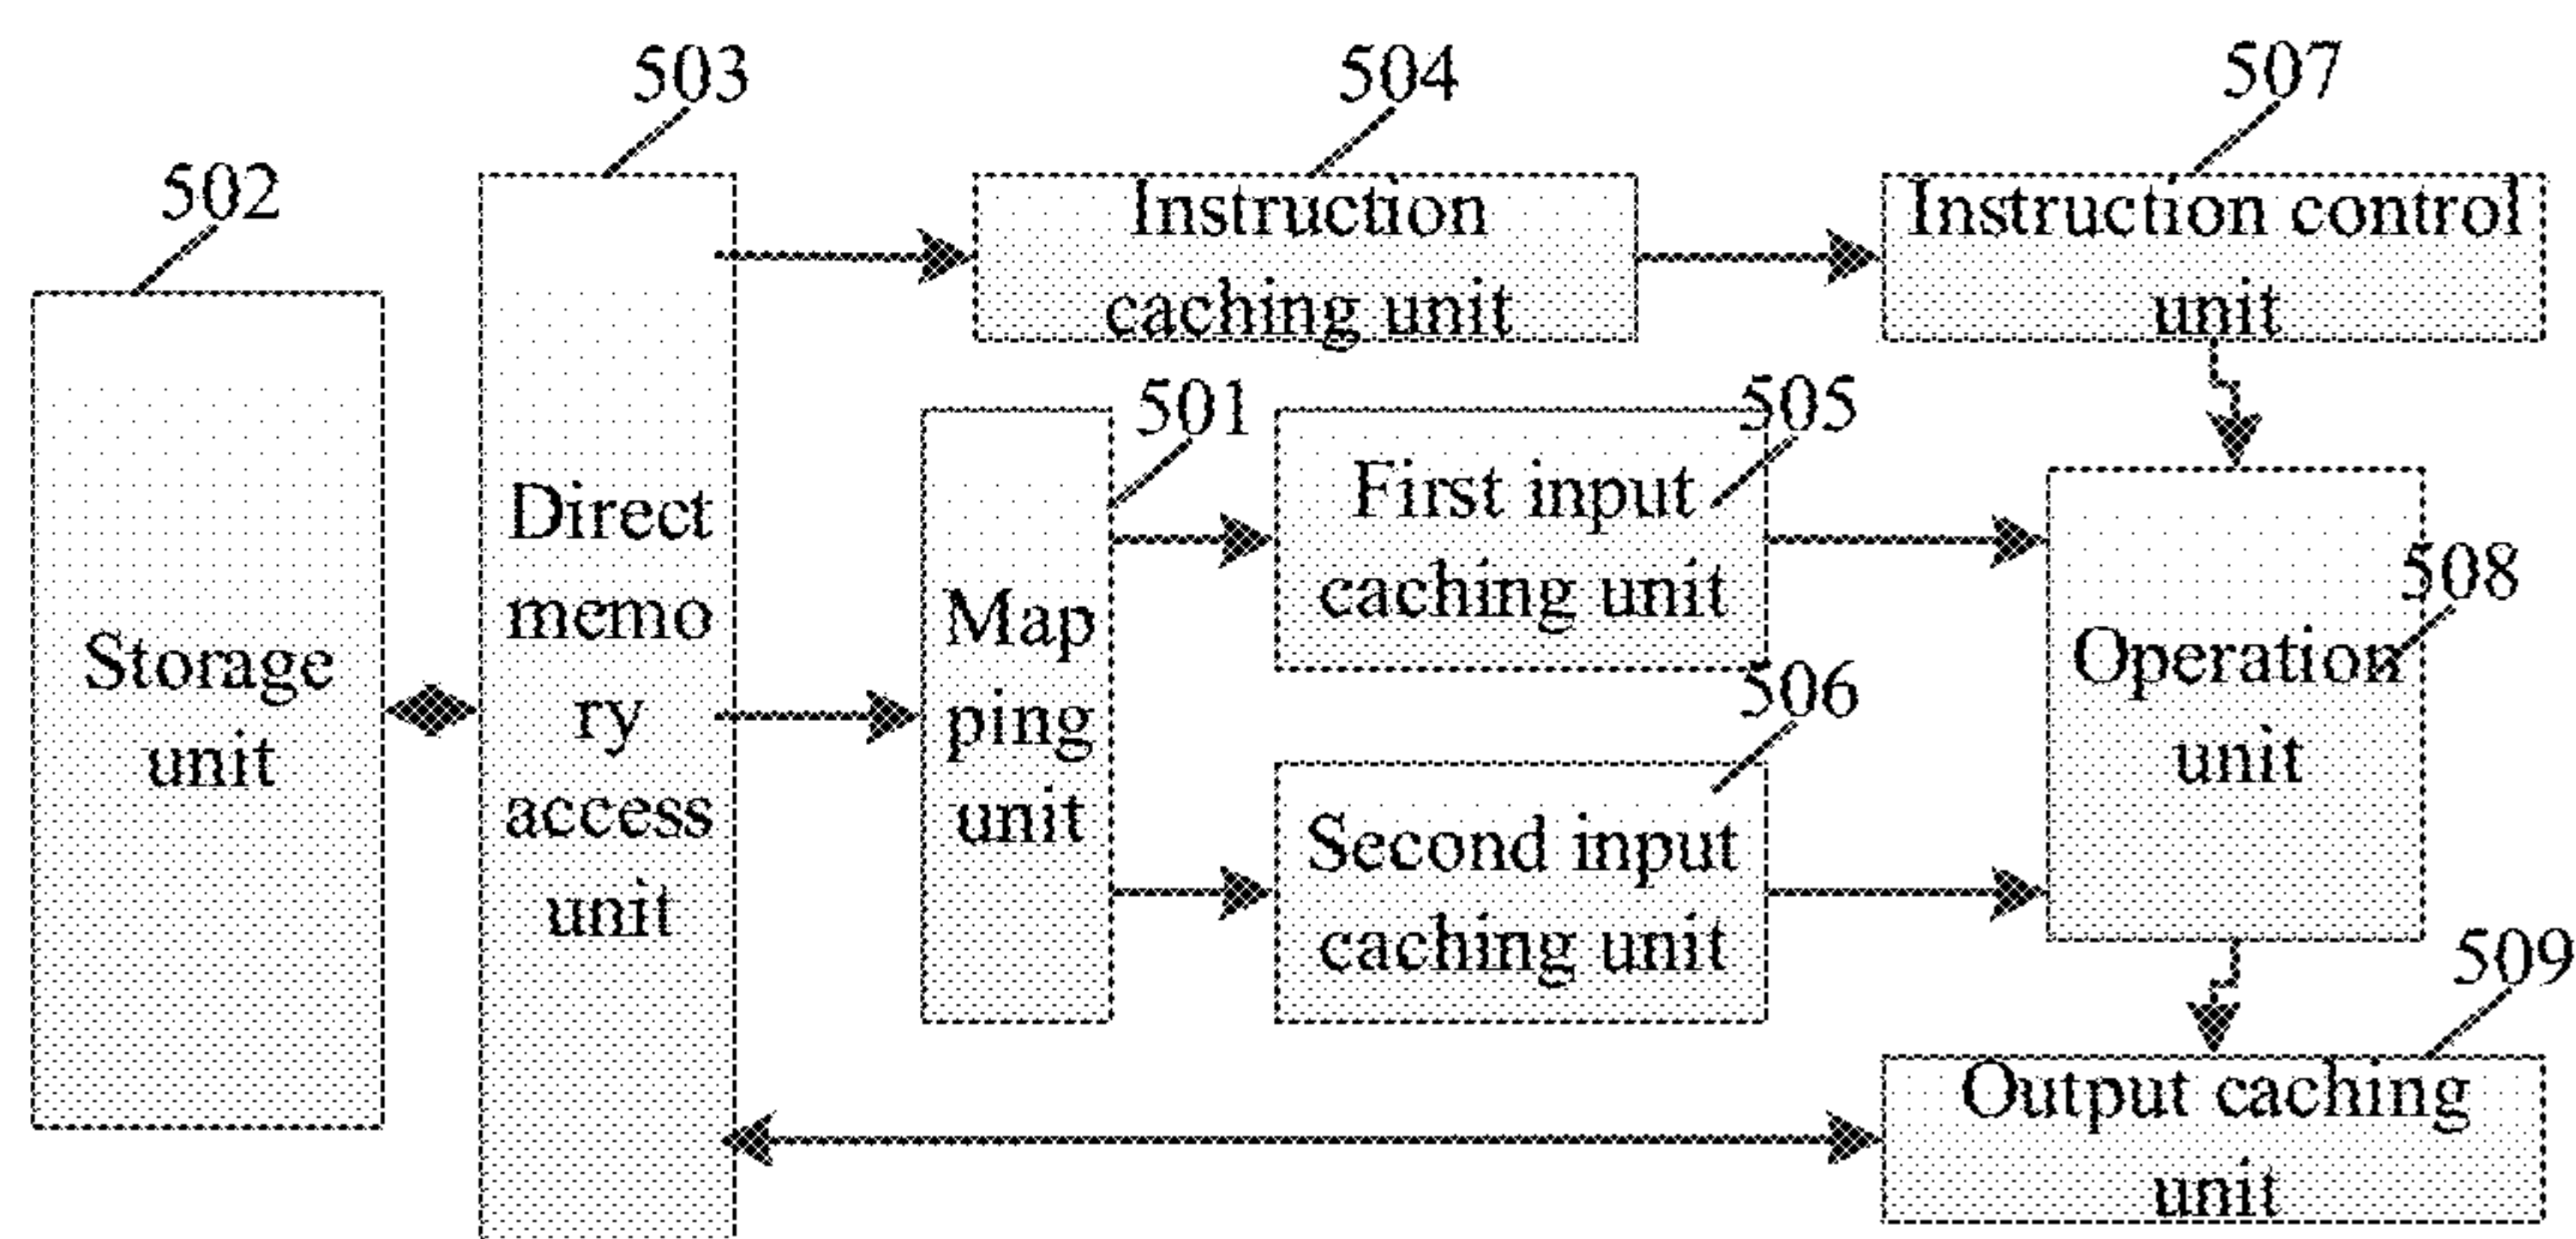 503
504
507
502
Instruction
caching unit
Instruction control
unit
501
505
Storage
unit
Direct
memo
ry
access
unit
Map
ping
unit
First input
caching unit
506
Second input
caching unit
508
Operation
unit
509
Output caching
unit